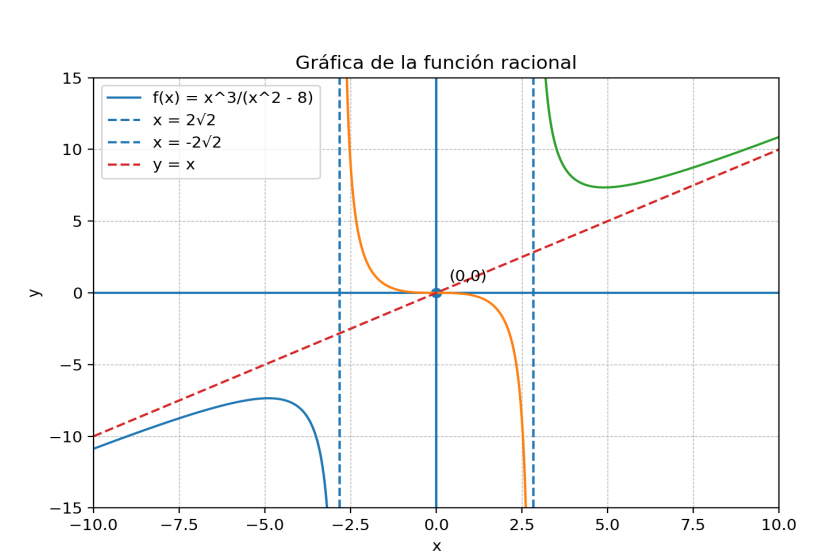 Gráfica de la función racional
15
f(x) = x^3/(x^2 - 8)
x = 2√2
x = -2√2
y = x
10
5
(0,0)
y
0
−5
−10
−15
−10.0 −7.5 −5.0 −2.5 0.0 2.5 5.0 7.5 10.0
x